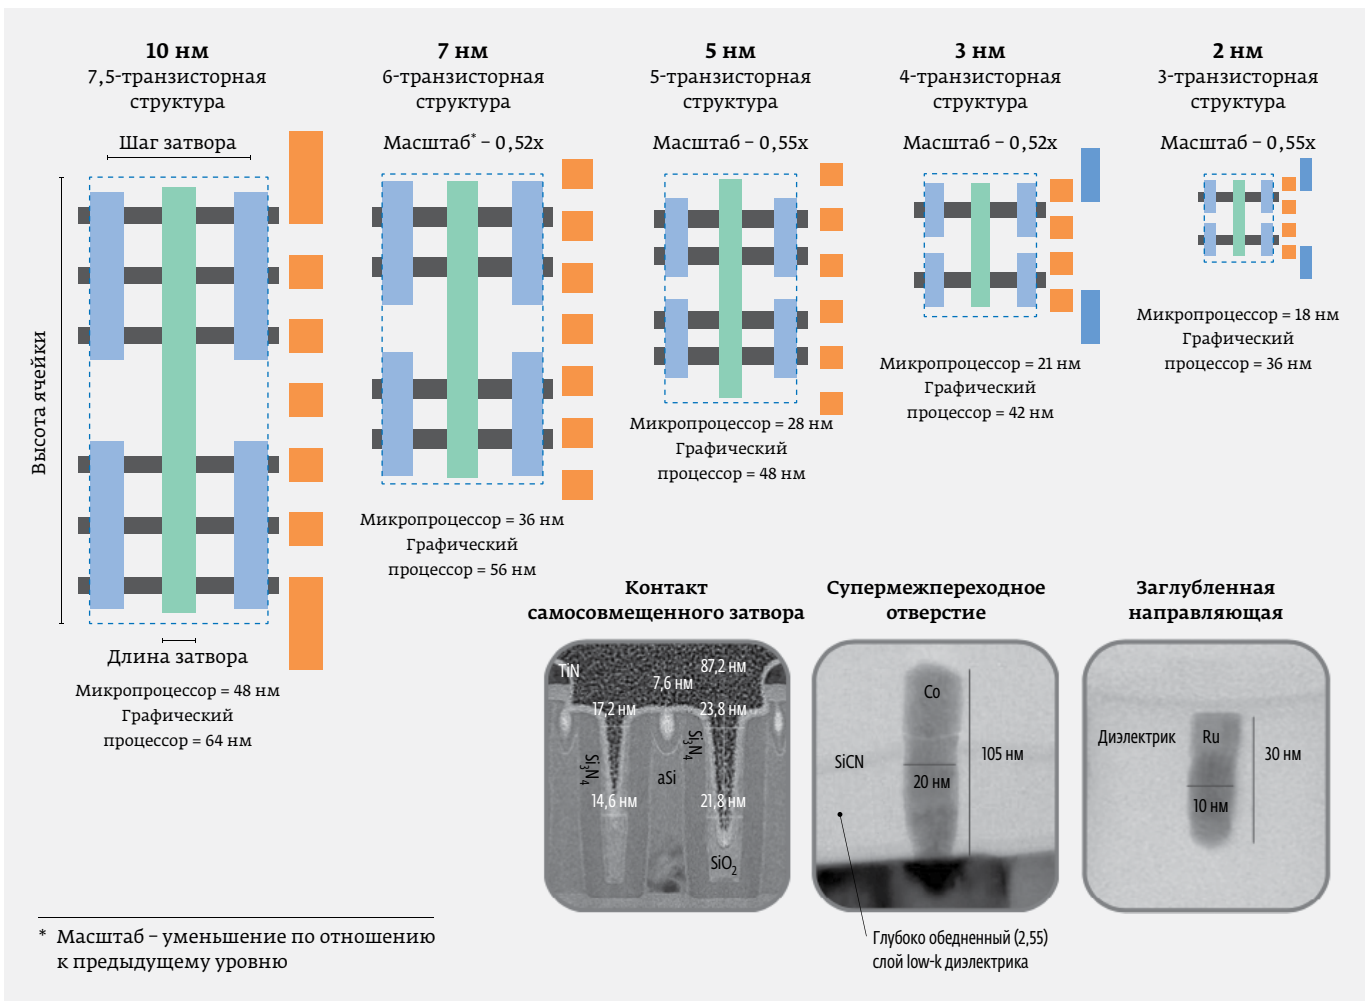 10 нм
7,5-транзисторная
структура
Шаг затвора
Высота ячейки
Длина затвора
Микропроцессор = 48 нм
Графический
процессор = 64 нм
7 нм
6-транзисторная
структура
Масштаб* – 0,52x
Микропроцессор = 36 нм
Графический
процессор = 56 нм
5 нм
5-транзисторная
структура
Масштаб – 0,55x
Микропроцессор = 28 нм
Графический
процессор = 48 нм
3 нм
4-транзисторная
структура
Масштаб – 0,52x
Микропроцессор = 21 нм
Графический
процессор = 42 нм
2 нм
3-транзисторная
структура
Масштаб – 0,55x
Микропроцессор = 18 нм
Графический
процессор = 36 нм
Контакт
самосовмещенного затвора
TiN
87,2 нм
7,6 нм
17,2 нм
23,8 нм
Si₃N₄
Si₃N₄
aSi
14,6 нм
21,8 нм
SiO₂
Супермежпереходное
отверстие
Co
SiCN
105 нм
20 нм
Глубоко обедненный (2,55)
слой low-k диэлектрика
Заглубленная
направляющая
Диэлектрик
Ru
30 нм
10 нм
* Масштаб – уменьшение по отношению
к предыдущему уровню